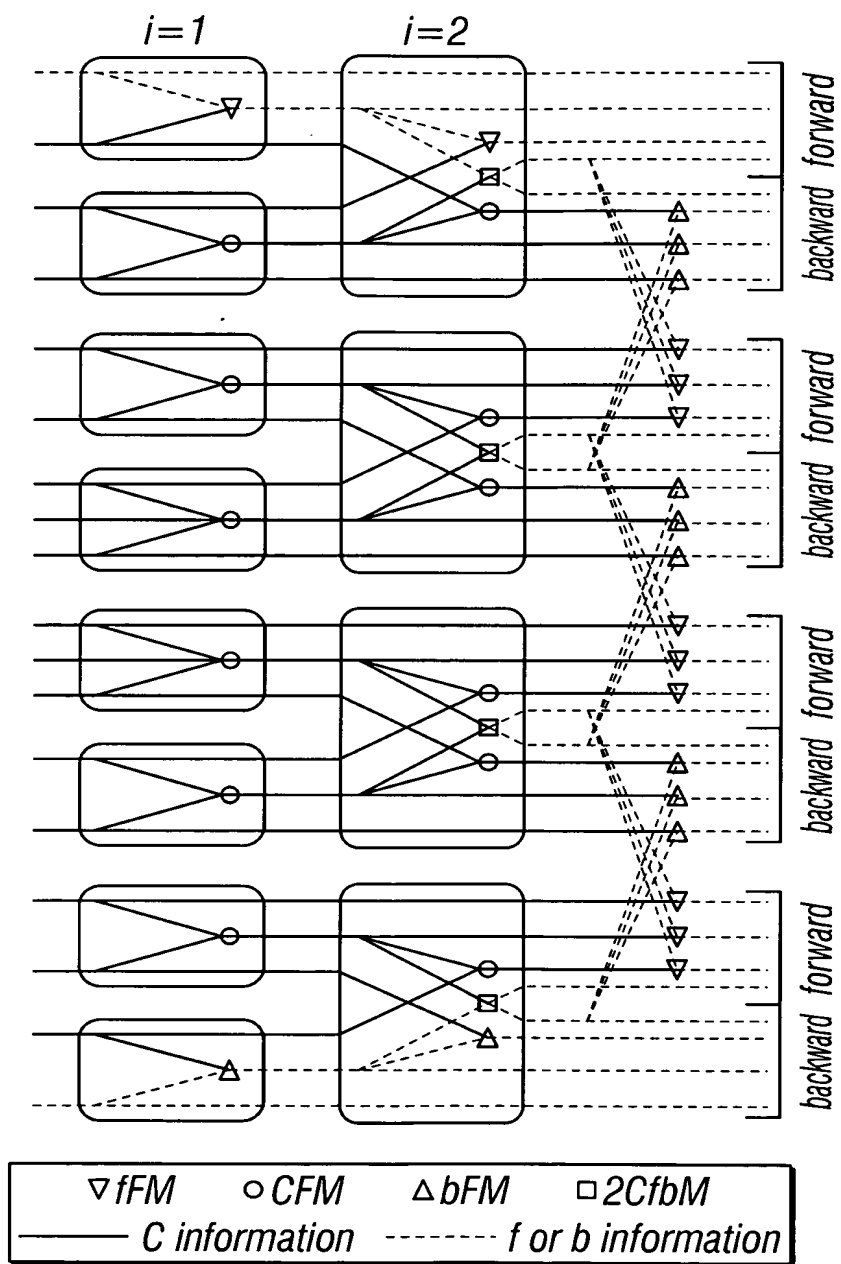 i=1 i=2
forward
backward
forward
backward
forward
backward
forward
backward
▽ fFM ○ CFM △ bFM □ 2CfbM
C information f or b information